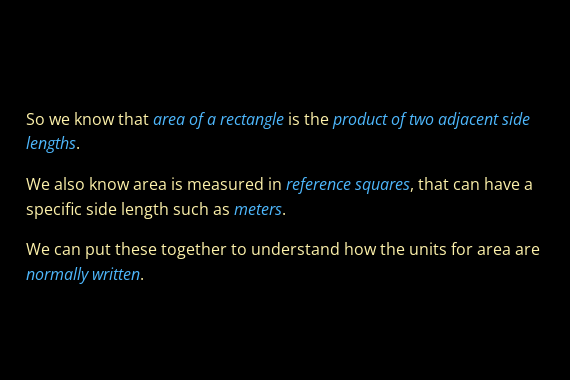 So we know that area of a rectangle is the product of two adjacent side
lengths.
We also know area is measured in reference squares, that can have a
specific side length such as meters.
We can put these together to understand how the units for area are
normally written.